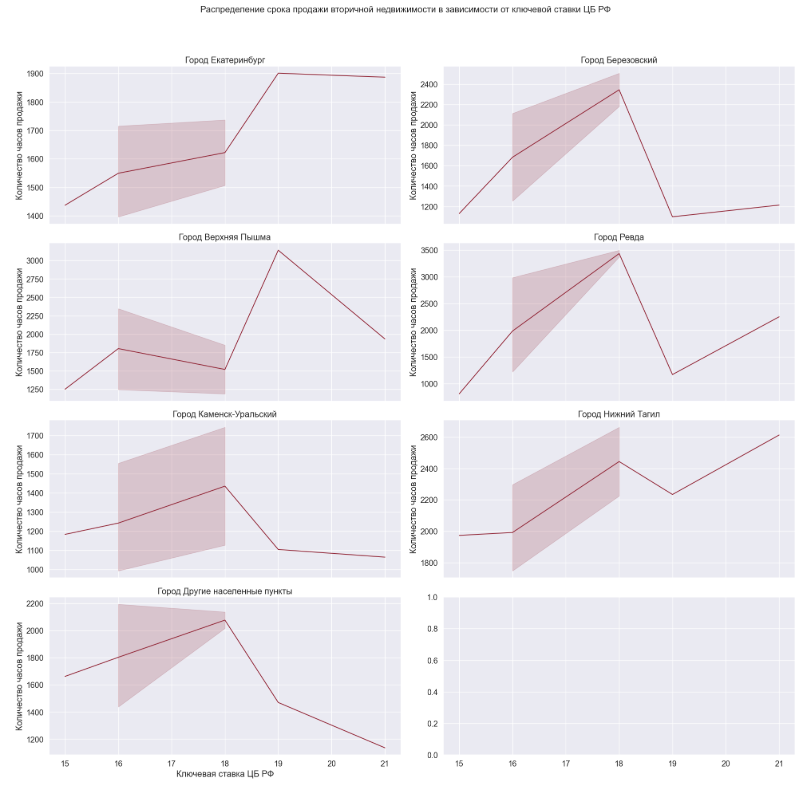 Распределение срока продажи вторичной недвижимости в зависимости от ключевой ставки ЦБ РФ
Город Екатеринбург
Количество часов продажи
1900
1800
1700
1600
1500
1400
Город Березовский
Количество часов продажи
2400
2200
2000
1800
1600
1400
1200
Город Верхняя Пышма
Количество часов продажи
3000
2750
2500
2250
2000
1750
1500
1250
Город Ревда
Количество часов продажи
3500
3000
2500
2000
1500
1000
Город Каменск-Уральский
Количество часов продажи
1700
1600
1500
1400
1300
1200
1100
1000
Город Нижний Тагил
Количество часов продажи
2600
2400
2200
2000
1800
Город Другие населенные пункты
Количество часов продажи
2200
2000
1800
1600
1400
1200
15 16 17 18 19 20 21
Ключевая ставка ЦБ РФ
1.0
0.8
0.6
0.4
0.2
0.0
15 16 17 18 19 20 21